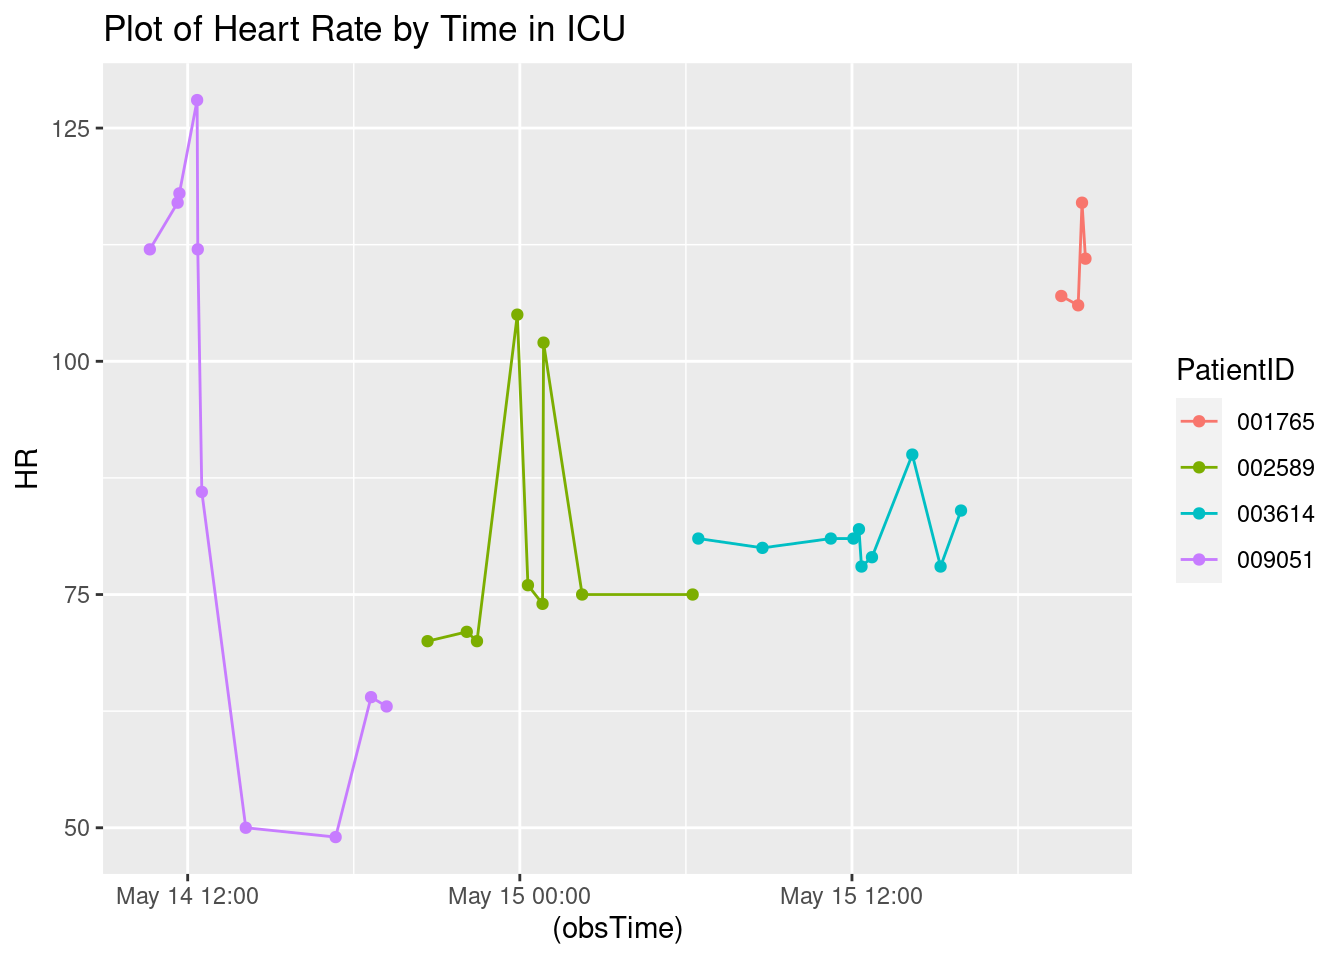 Plot of Heart Rate by Time in ICU
125
100
75
50
HR
May 14 12:00
May 15 00:00
May 15 12:00
(obsTime)
PatientID
001765
002589
003614
009051